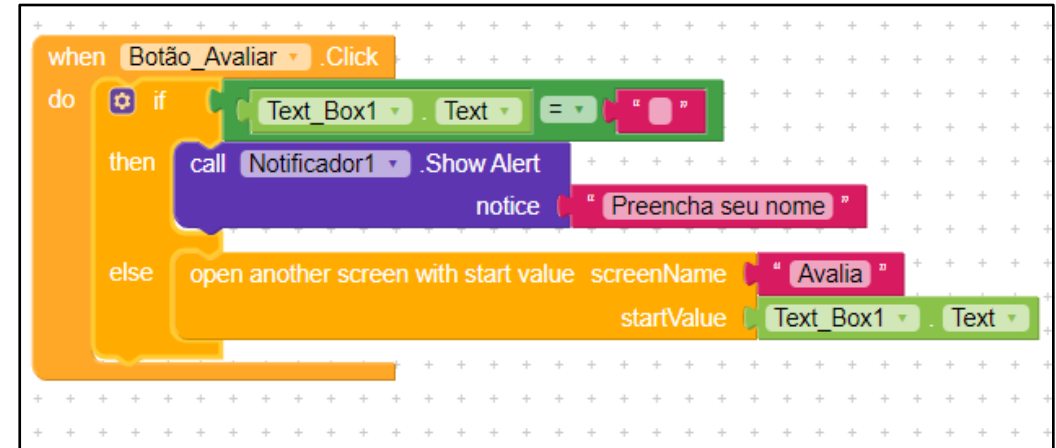 when Botão_Avaliar .Click
do if Text_Box1 . Text = " "
then call Notificador1 .Show Alert
notice " Preencha seu nome "
else open another screen with start value screenName " Avalia "
startValue Text_Box1 . Text